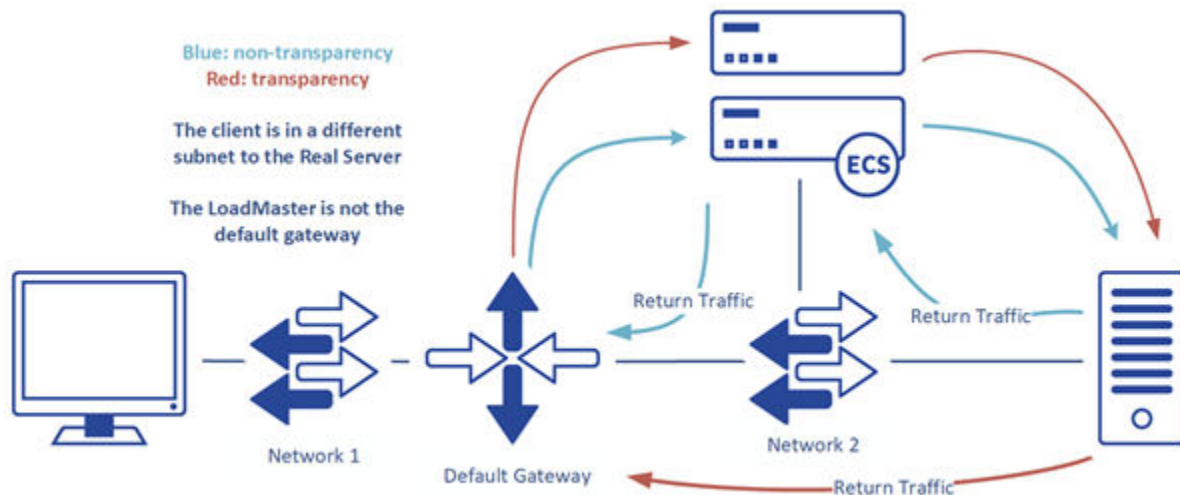 Blue: non-transparency
Red: transparency
The client is in a different
subnet to the Real Server
The LoadMaster is not the
default gateway
ECS
Return Traffic
Return Traffic
Network 1
Default Gateway
Network 2
Return Traffic